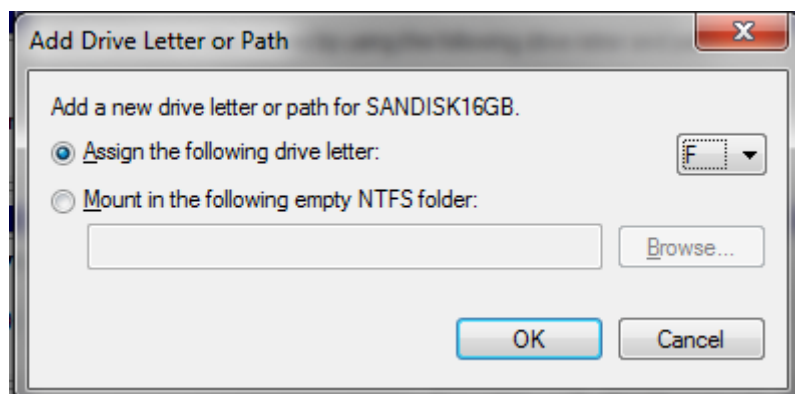 Add Drive Letter or Path
Add a new drive letter or path for SANDISK16GB.
Assign the following drive letter:
F
Mount in the following empty NTFS folder:
Browse...
OK
Cancel